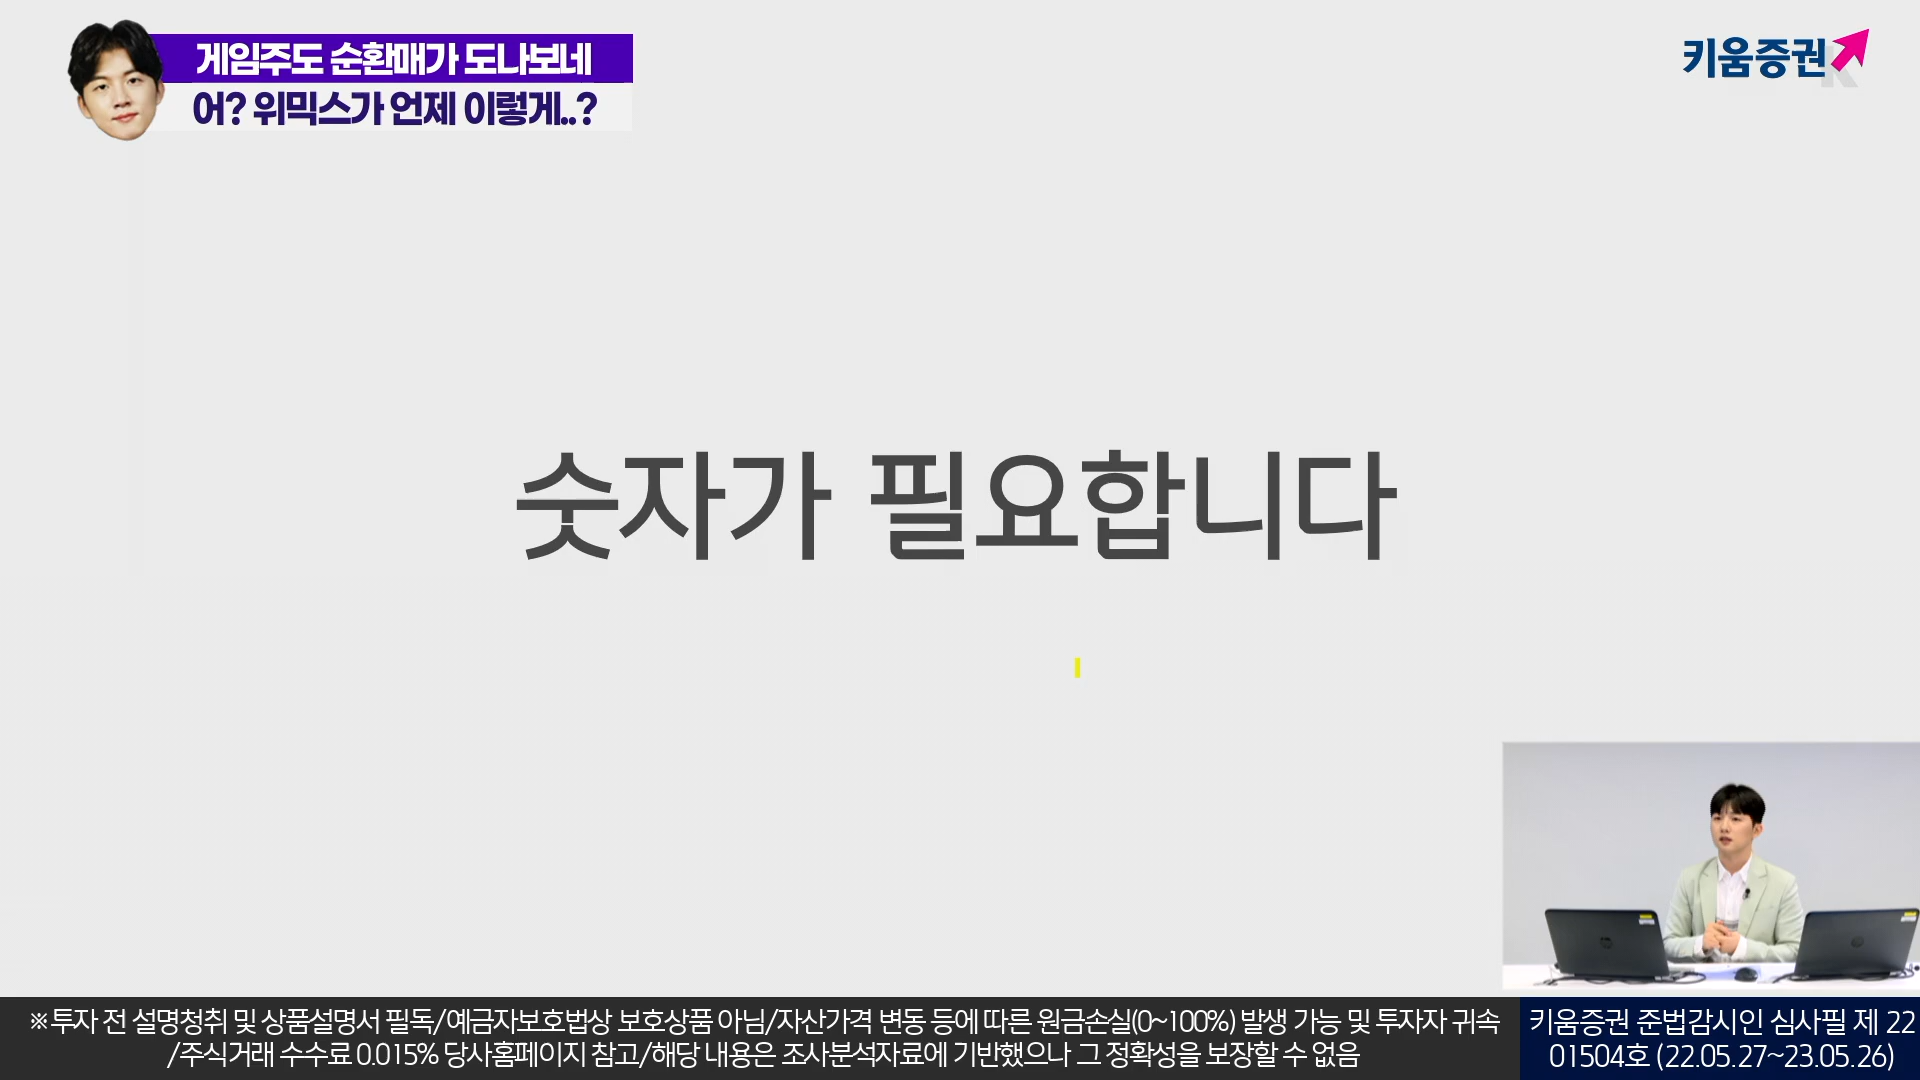 게임주도 순환매가 도나보네
어? 위믹스가 언제 이렇게..?
키움증권
숫자가 필요합니다
※투자 전 설명청취 및 상품설명서 필독/예금자보호법상 보호상품 아님/자산가격 변동 등에 따른 원금손실(0~100%) 발생 가능 및 투자자 귀속
/주식거래 수수료 0.015% 당사홈페이지 참고/해당 내용은 조사분석자료에 기반했으나 그 정확성을 보장할 수 없음
키움증권 준법감시인 심사필 제 22
01504호 (22.05.27~23.05.26)